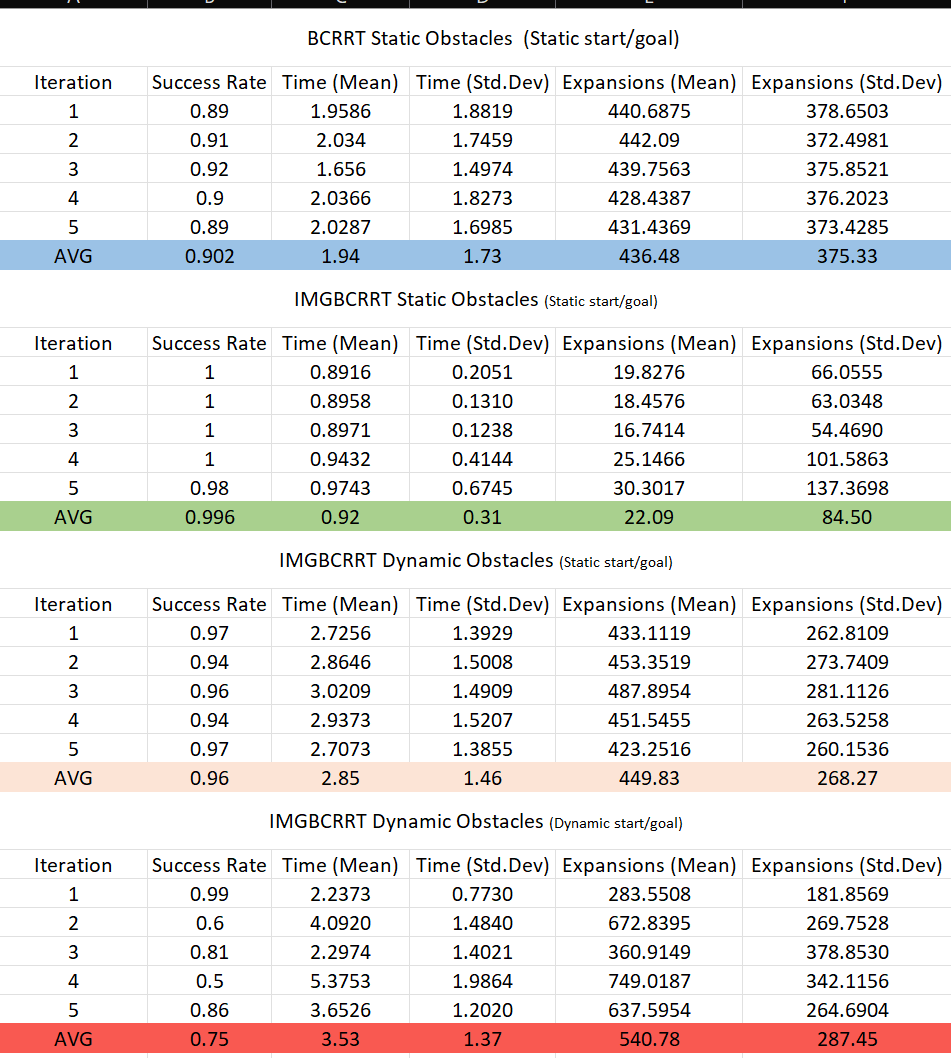 BCRRT Static Obstacles (Static start/goal)
Iteration Success Rate Time (Mean) Time (Std.Dev) Expansions (Mean) Expansions (Std.Dev)
1 0.89 1.9586 1.8819 440.6875 378.6503
2 0.91 2.034 1.7459 442.09 372.4981
3 0.92 1.656 1.4974 439.7563 375.8521
4 0.9 2.0366 1.8273 428.4387 376.2023
5 0.89 2.0287 1.6985 431.4369 373.4285
AVG 0.902 1.94 1.73 436.48 375.33
IMGBCRRT Static Obstacles (Static start/goal)
Iteration Success Rate Time (Mean) Time (Std.Dev) Expansions (Mean) Expansions (Std.Dev)
1 1 0.8916 0.2051 19.8276 66.0555
2 1 0.8958 0.1310 18.4576 63.0348
3 1 0.8971 0.1238 16.7414 54.4690
4 1 0.9432 0.4144 25.1466 101.5863
5 0.98 0.9743 0.6745 30.3017 137.3698
AVG 0.996 0.92 0.31 22.09 84.50
IMGBCRRT Dynamic Obstacles (Static start/goal)
Iteration Success Rate Time (Mean) Time (Std.Dev) Expansions (Mean) Expansions (Std.Dev)
1 0.97 2.7256 1.3929 433.1119 262.8109
2 0.94 2.8646 1.5008 453.3519 273.7409
3 0.96 3.0209 1.4909 487.8954 281.1126
4 0.94 2.9373 1.5207 451.5455 263.5258
5 0.97 2.7073 1.3855 423.2516 260.1536
AVG 0.96 2.85 1.46 449.83 268.27
IMGBCRRT Dynamic Obstacles (Dynamic start/goal)
Iteration Success Rate Time (Mean) Time (Std.Dev) Expansions (Mean) Expansions (Std.Dev)
1 0.99 2.2373 0.7730 283.5508 181.8569
2 0.6 4.0920 1.4840 672.8395 269.7528
3 0.81 2.2974 1.4021 360.9149 378.8530
4 0.5 5.3753 1.9864 749.0187 342.1156
5 0.86 3.6526 1.2020 637.5954 264.6904
AVG 0.75 3.53 1.37 540.78 287.45